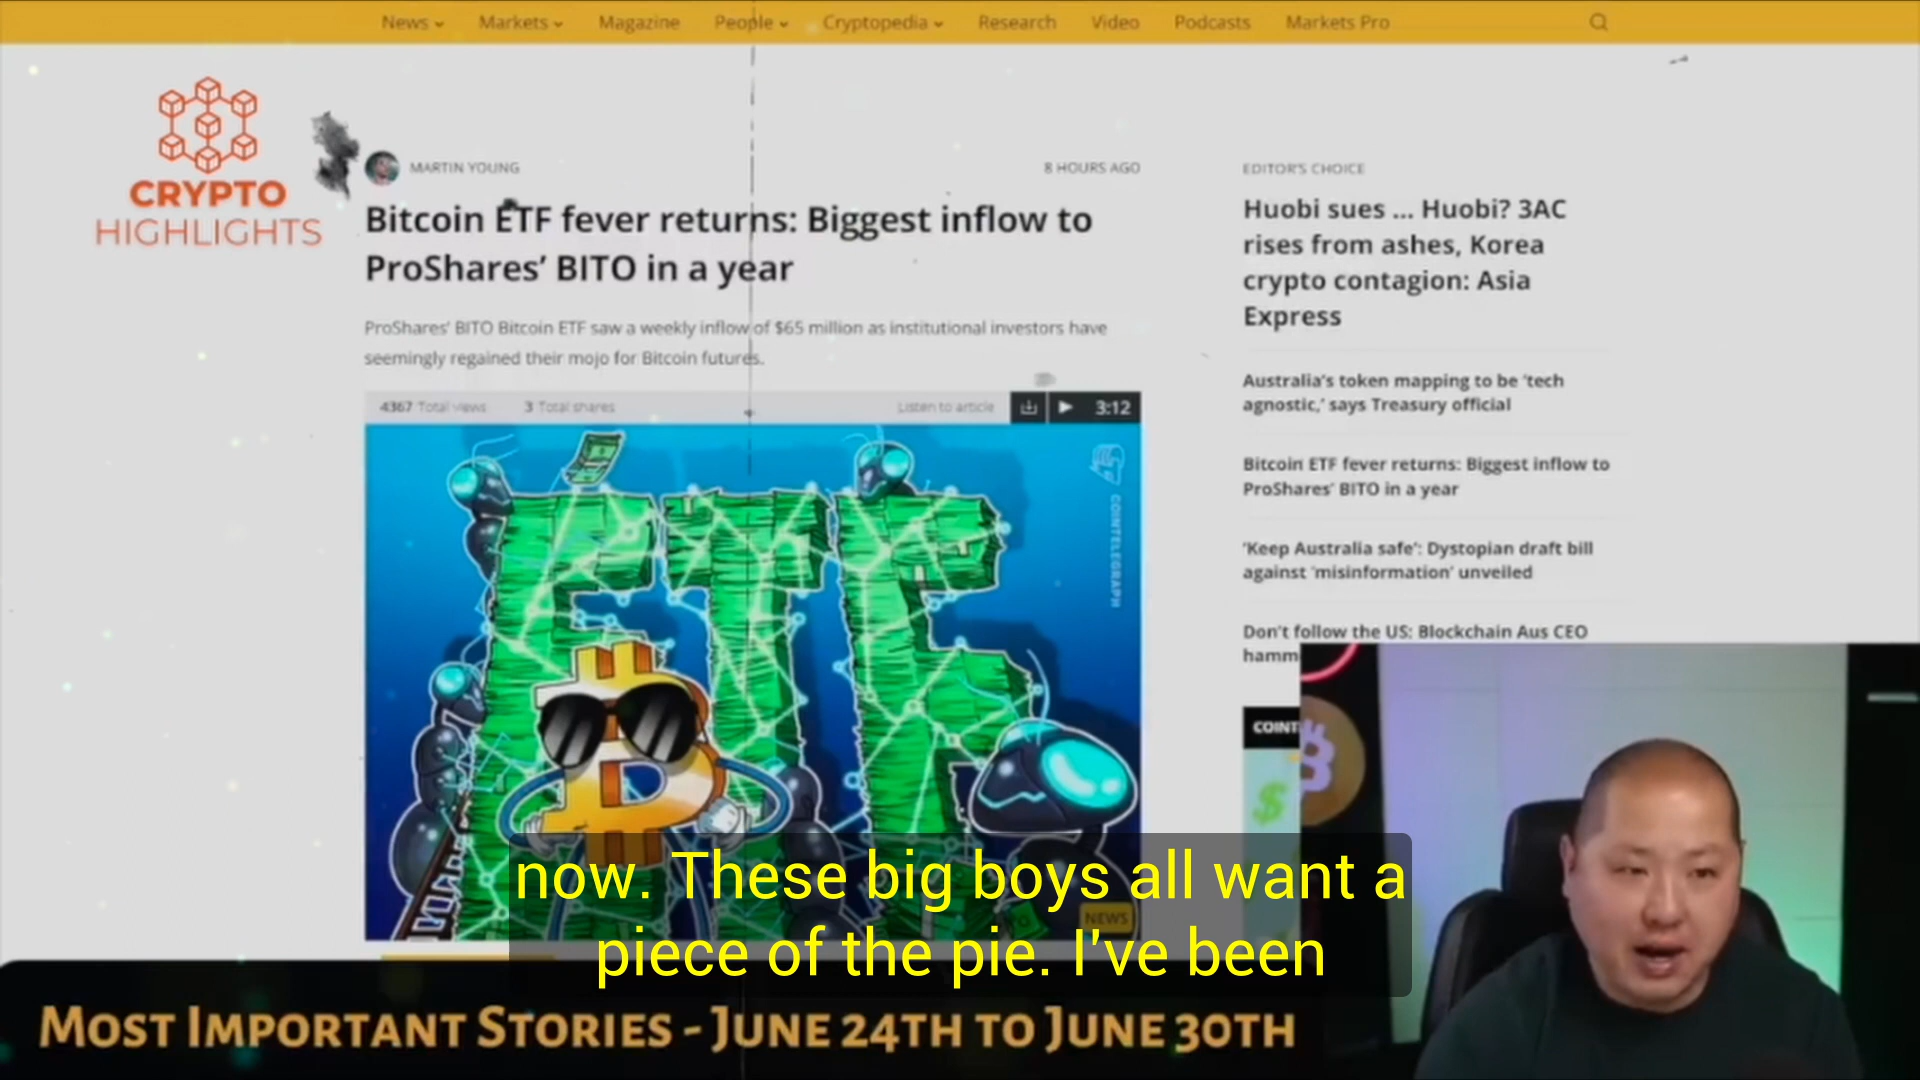 News Markets Magazine People Cryptopedia Research Video Podcasts Markets Pro
CRYPTO
HIGHLIGHTS
MARTIN YOUNG
8 HOURS AGO
Bitcoin ETF fever returns: Biggest inflow to
ProShares’ BITO in a year
ProShares’ BITO Bitcoin ETF saw a weekly inflow of $65 million as institutional investors have
seemingly regained their mojo for Bitcoin futures.
4367 Total views 3 Total shares
Listen to article 3:12
COINTELEGRAPH
ETF
NEWS
EDITOR'S CHOICE
Huobi sues ... Huobi? 3AC
rises from ashes, Korea
crypto contagion: Asia
Express
Australia’s token mapping to be ‘tech
agnostic,’ says Treasury official
Bitcoin ETF fever returns: Biggest inflow to
ProShares’ BITO in a year
‘Keep Australia safe’: Dystopian draft bill
against ‘misinformation’ unveiled
Don’t follow the US: Blockchain Aus CEO
hamm
COINT
$
now. These big boys all want a
piece of the pie. I've been
MOST IMPORTANT STORIES - JUNE 24TH TO JUNE 30TH